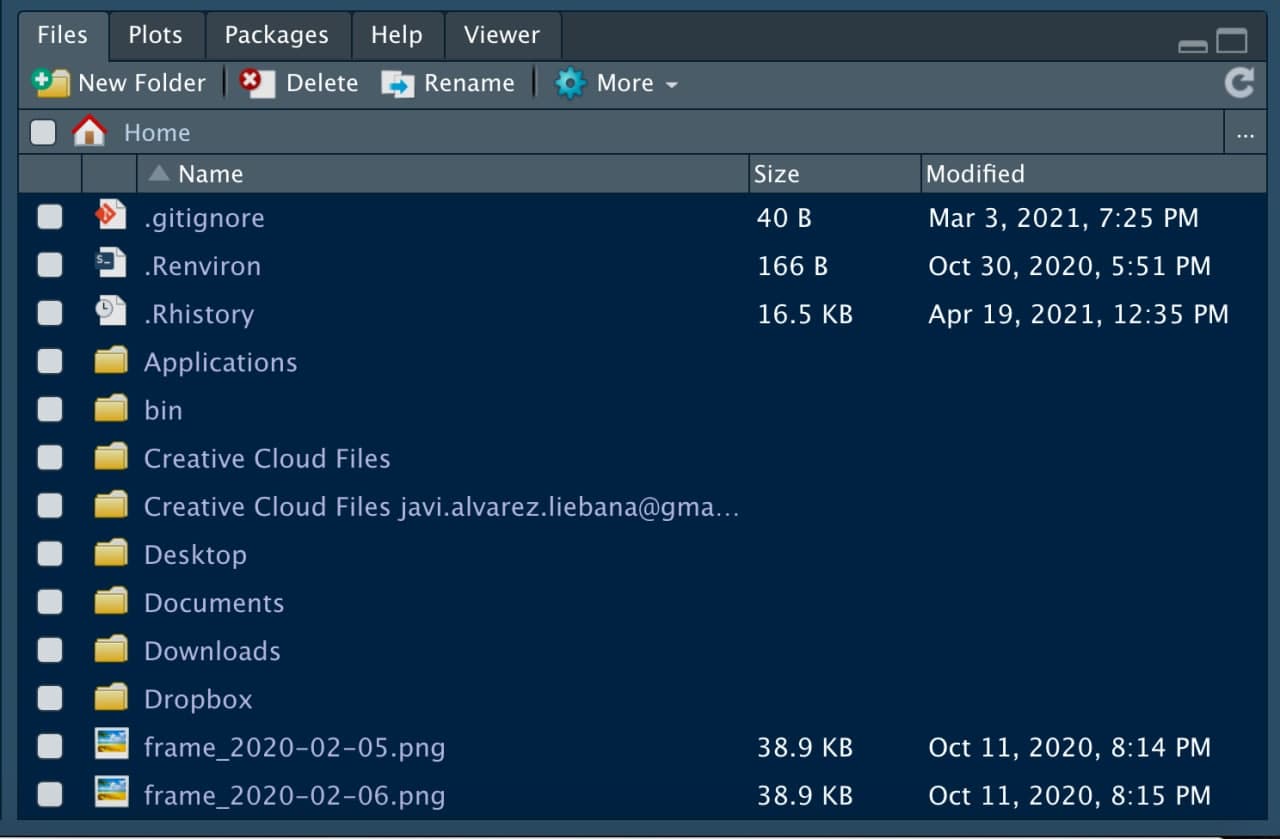 Files Plots Packages Help Viewer
New Folder Delete Rename More
Home ...
Name Size Modified
.gitignore 40 B Mar 3, 2021, 7:25 PM
.Renviron 166 B Oct 30, 2020, 5:51 PM
.Rhistory 16.5 KB Apr 19, 2021, 12:35 PM
Applications
bin
Creative Cloud Files
Creative Cloud Files javi.alvarez.liebana@gma...
Desktop
Documents
Downloads
Dropbox
frame_2020-02-05.png 38.9 KB Oct 11, 2020, 8:14 PM
frame_2020-02-06.png 38.9 KB Oct 11, 2020, 8:15 PM